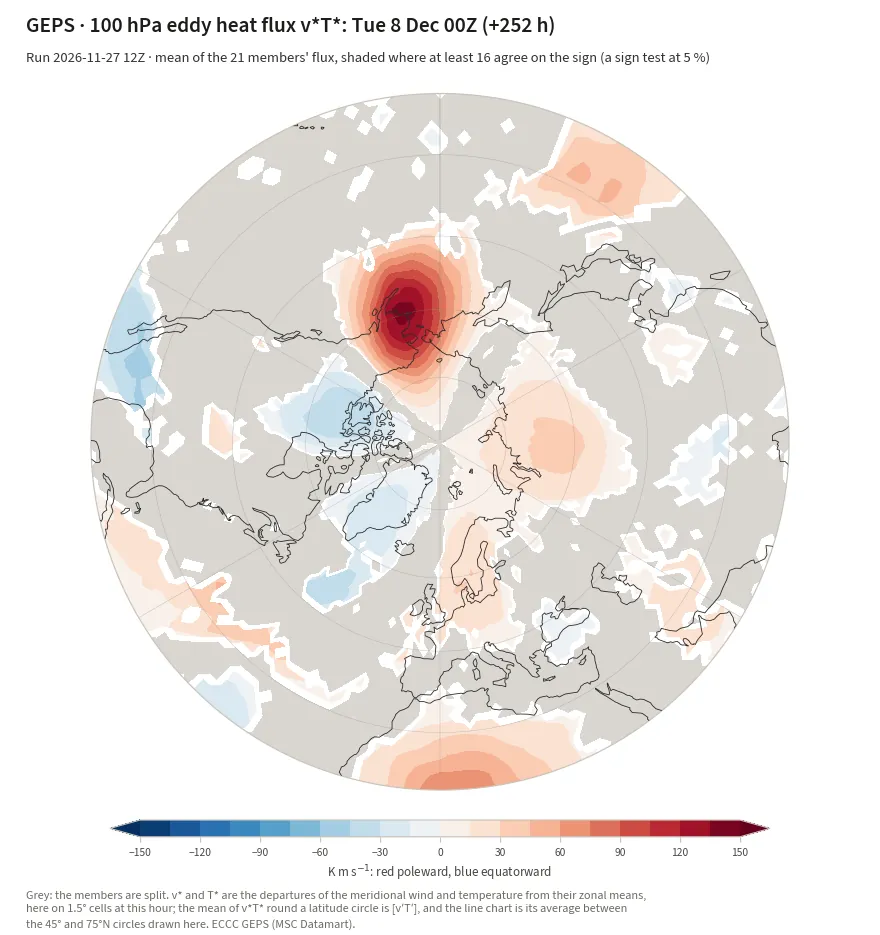 GEPS · 100 hPa eddy heat flux v*T*: Tue 8 Dec 00Z (+252 h)
Run 2026-11-27 12Z · mean of the 21 members' flux, shaded where at least 16 agree on the sign (a sign test at 5 %)
−150 −120 −90 −60 −30 0 30 60 90 120 150
K m s⁻¹: red poleward, blue equatorward
Grey: the members are split. v* and T* are the departures of the meridional wind and temperature from their zonal means,
here on 1.5° cells at this hour; the mean of v*T* round a latitude circle is [v′T′], and the line chart is its average between
the 45° and 75°N circles drawn here. ECCC GEPS (MSC Datamart).